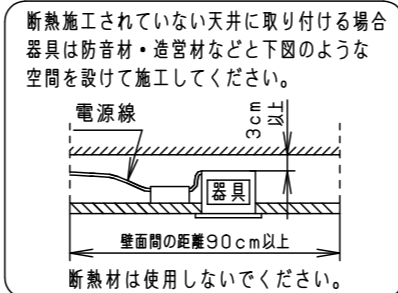 断熱施工されていない天井に取り付ける場合
器具は防音材・造営材などと下図のような
空間を設けて施工してください。
電源線
3cm
以上
器具
壁面間の距離90cm以上
断熱材は使用しないでください。